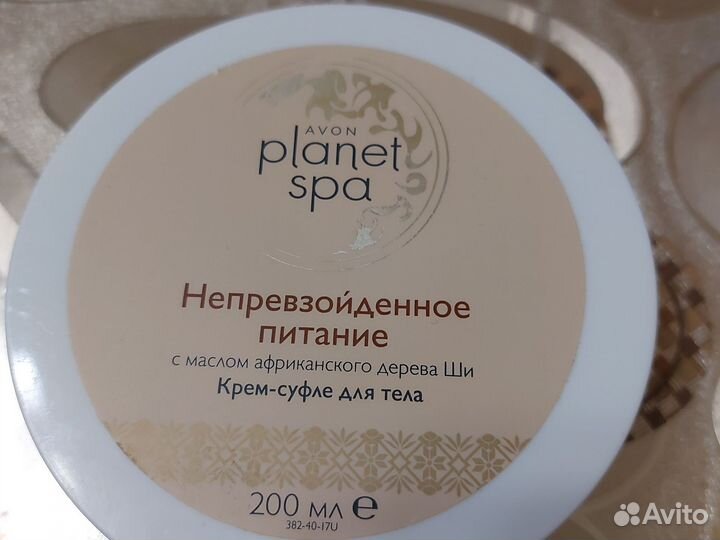 AVON
planet
spa
Непревзойденное
питание
с маслом африканского дерева Ши
Крем-суфле для тела
200 мл e
382-40-17U
Avito